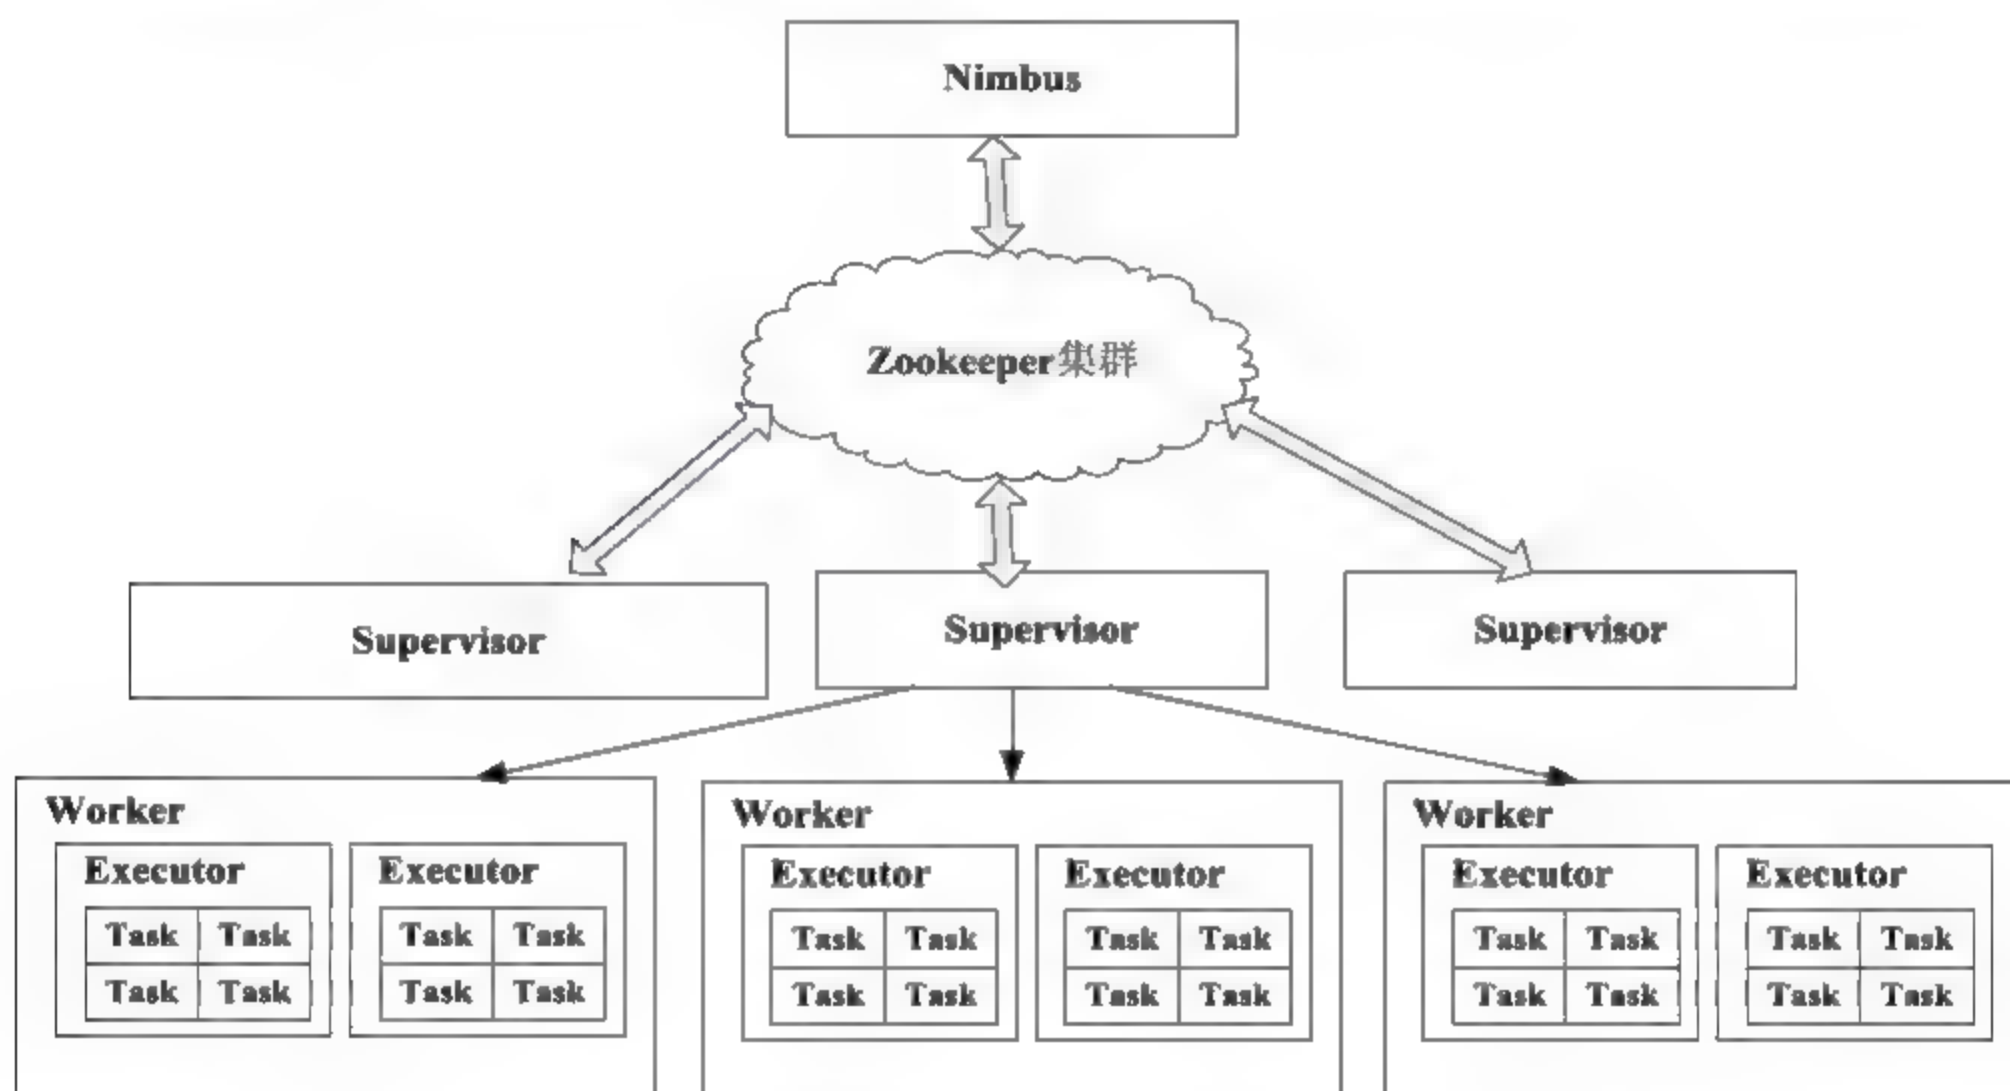 Nimbus
Zookeeper集群
Supervisor Supervisor Supervisor
Worker Worker Worker
Executor Executor Executor Executor Executor Executor
Task Task Task Task Task Task Task Task Task Task Task Task
Task Task Task Task Task Task Task Task Task Task Task Task